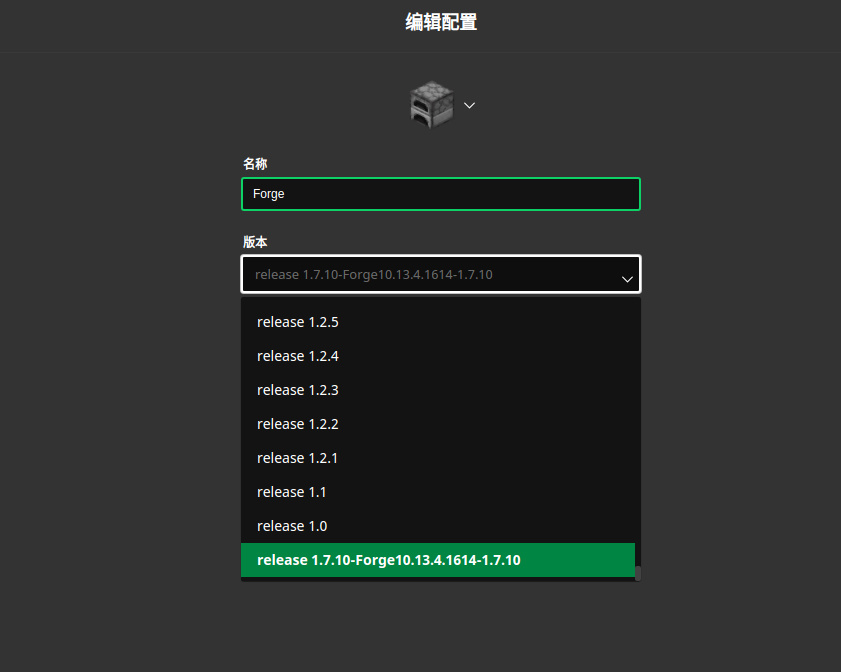 编辑配置
名称
Forge
版本
release 1.7.10-Forge10.13.4.1614-1.7.10
release 1.2.5
release 1.2.4
release 1.2.3
release 1.2.2
release 1.2.1
release 1.1
release 1.0
release 1.7.10-Forge10.13.4.1614-1.7.10